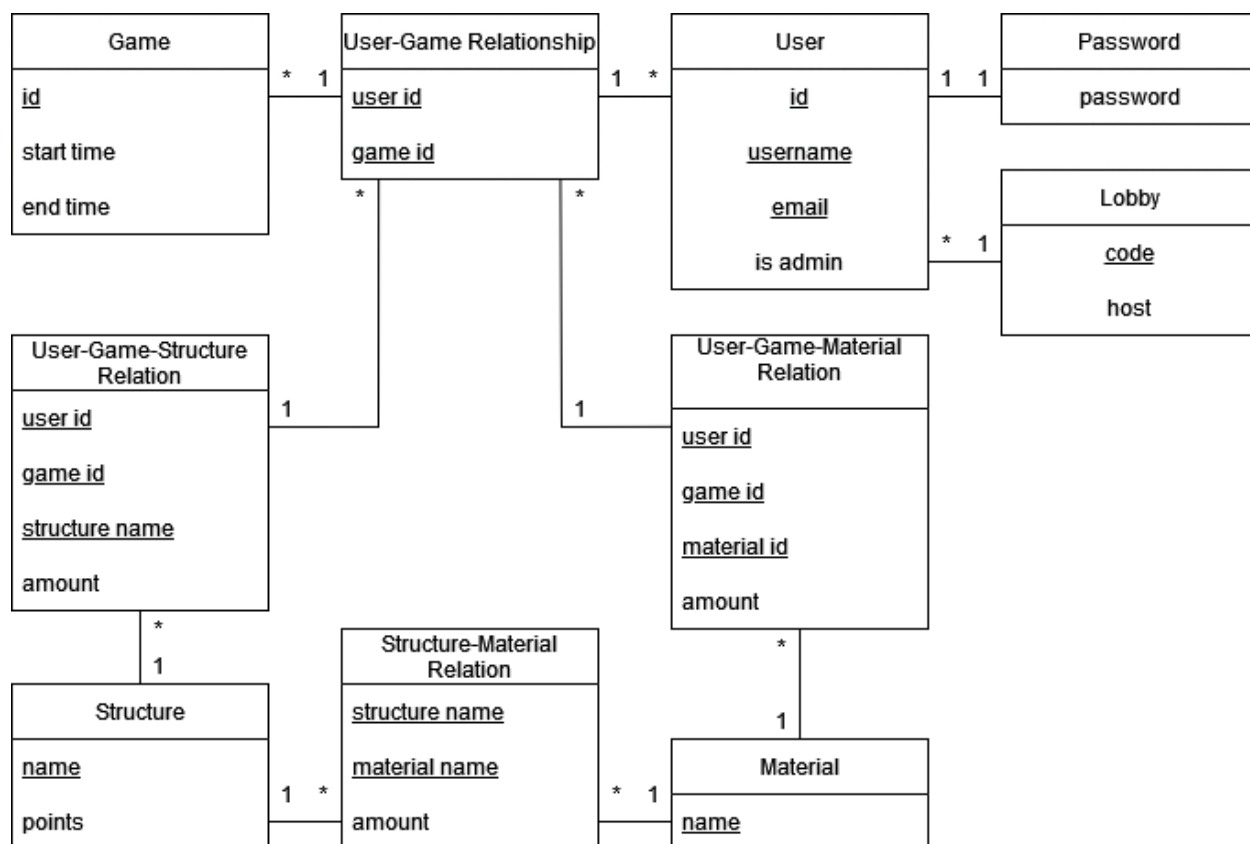 Game
id
start time
end time
* 1
User-Game Relationship
user id
game id
1 *
User
id
username
email
is admin
1 1
Password
password
* 1
Lobby
code
host
*
*
1
1
User-Game-Structure
Relation
user id
game id
structure name
amount
User-Game-Material
Relation
user id
game id
material id
amount
*
1
*
1
Structure
name
points
1 *
Structure-Material
Relation
structure name
material name
amount
* 1
Material
name